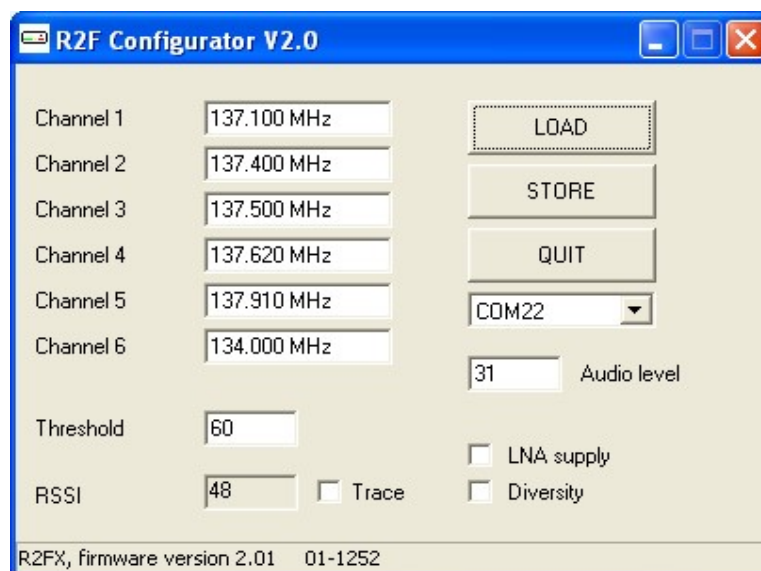 R2F Configurator V2.0
Channel 1 137.100 MHz LOAD
Channel 2 137.400 MHz
STORE
Channel 3 137.500 MHz
Channel 4 137.620 MHz QUIT
Channel 5 137.910 MHz COM22
Channel 6 134.000 MHz
31 Audio level
Threshold 60
LNA supply
RSSI 48 Trace Diversity
R2FX, firmware version 2.01 01-1252